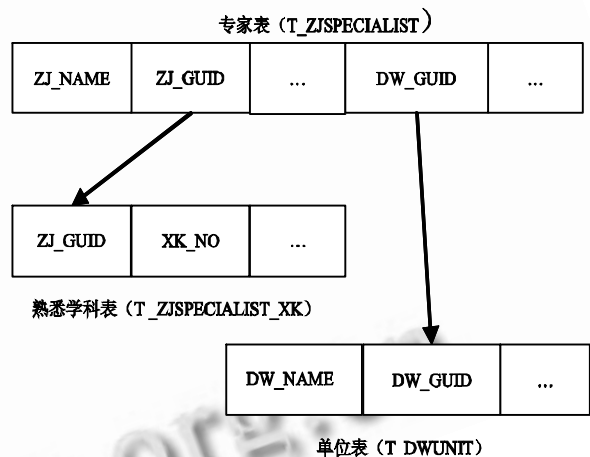 专家表（T_ZJSPECIALIST）
ZJ_NAME ZJ_GUID ... DW_GUID ...
ZJ_GUID XK_NO ...
熟悉学科表（T_ZJSPECIALIST_XK）
DW_NAME DW_GUID ...
单位表（T_DWUNIT）